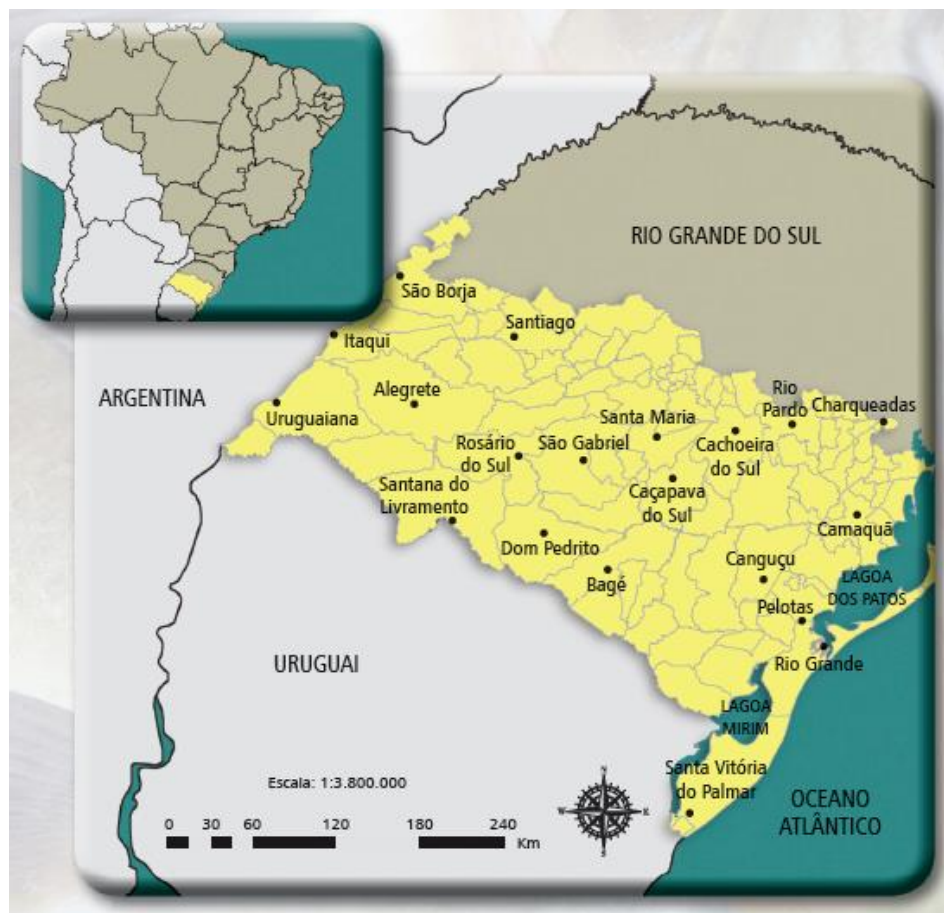 RIO GRANDE DO SUL
São Borja
Santiago
Itaqui
ARGENTINA
Alegrete
Uruguaiana
Rio
Pardo
Charqueadas
Santa Maria
Rosário
do Sul
São Gabriel
Cachoeira
do Sul
Santana do
Livramento
Caçapava
do Sul
Camaquã
Dom Pedrito
Canguçu
Bagé
LAGOA
DOS PATOS
Pelotas
Rio Grande
URUGUAI
LAGOA
MIRIM
Santa Vitória
do Palmar
Escala: 1:3.800.000
OCEANO
ATLÂNTICO
N
W
E
S
0 30 60 120 180 240
Km